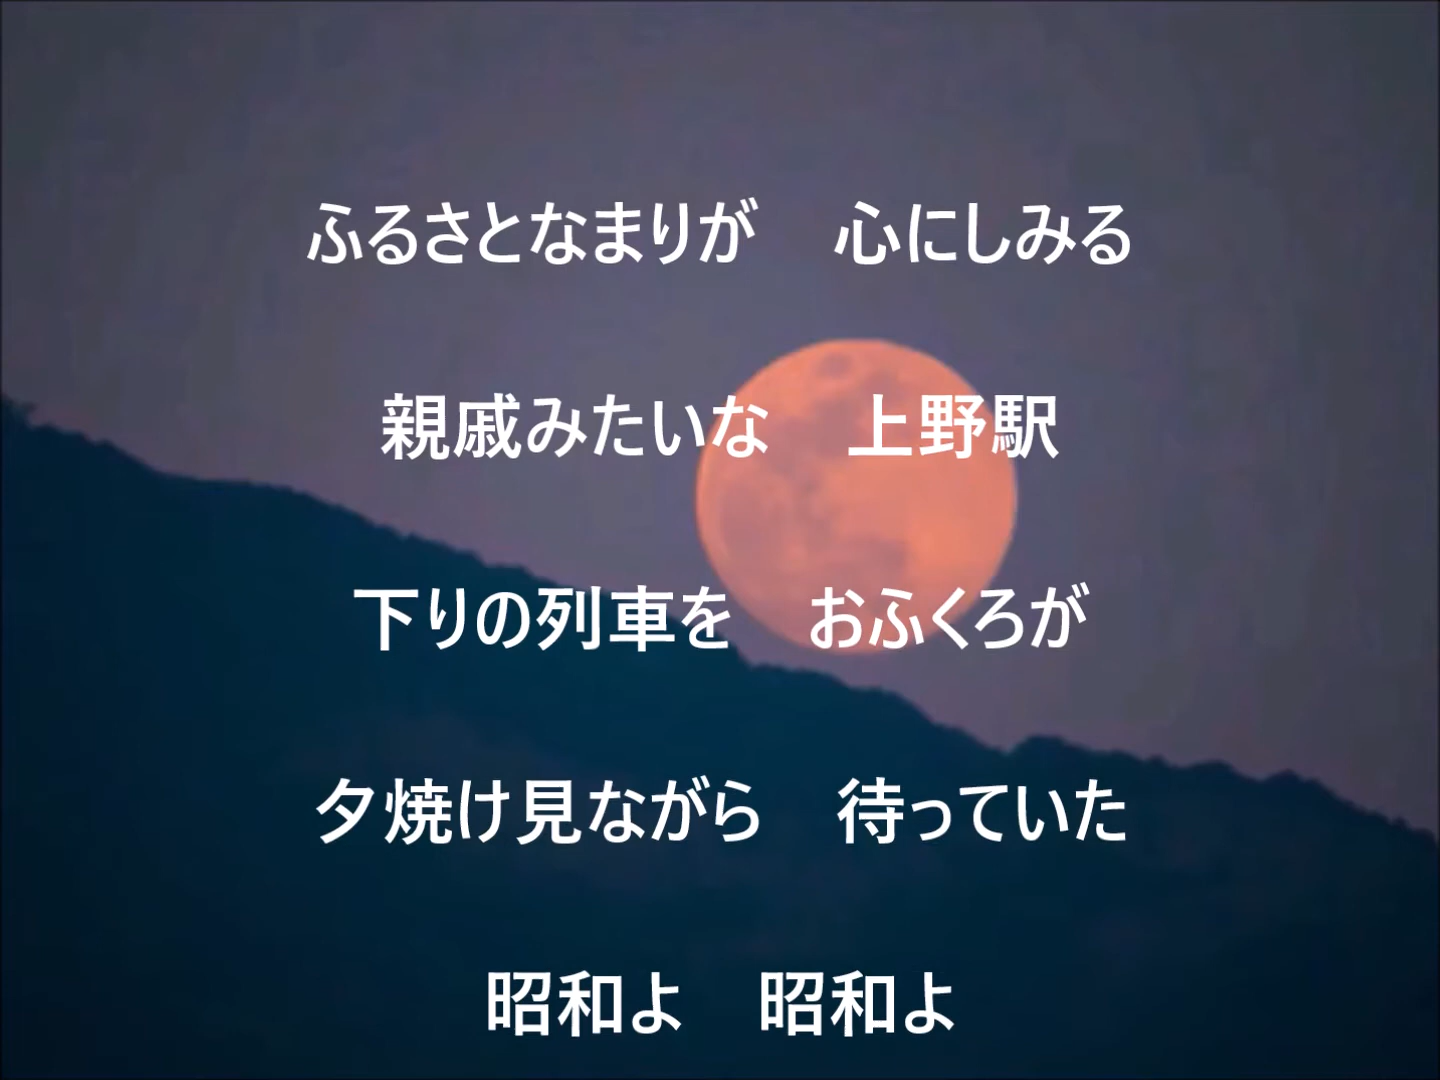 ふるさとなまりが　心にしみる
親戚みたいな　上野駅
下りの列車を　おふくろが
夕焼け見ながら　待っていた
昭和よ　昭和よ